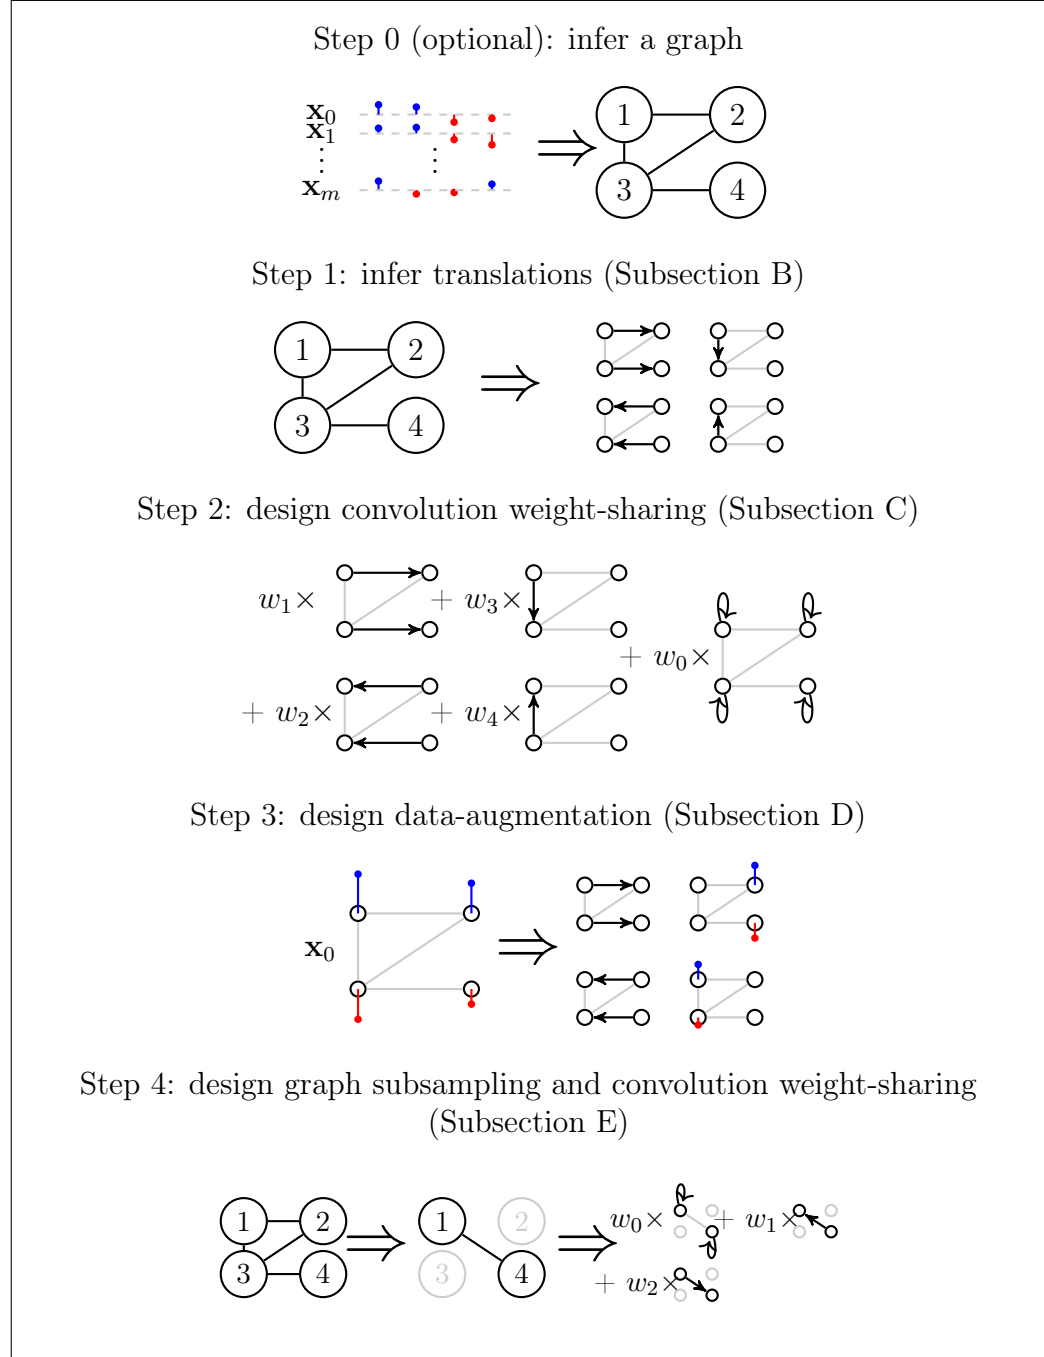 Step 0 (optional): infer a graph
x₀
x₁
⋮ ⋮
xₘ
1 2
3 4
Step 1: infer translations (Subsection B)
1 2
3 4
⇒
Step 2: design convolution weight-sharing (Subsection C)
w₁× + w₃×
+ w₀×
+ w₂× + w₄×
Step 3: design data-augmentation (Subsection D)
x₀ ⇒
Step 4: design graph subsampling and convolution weight-sharing
(Subsection E)
1 2 1 2 w₀× + w₁×
3 4 3 4 + w₂×